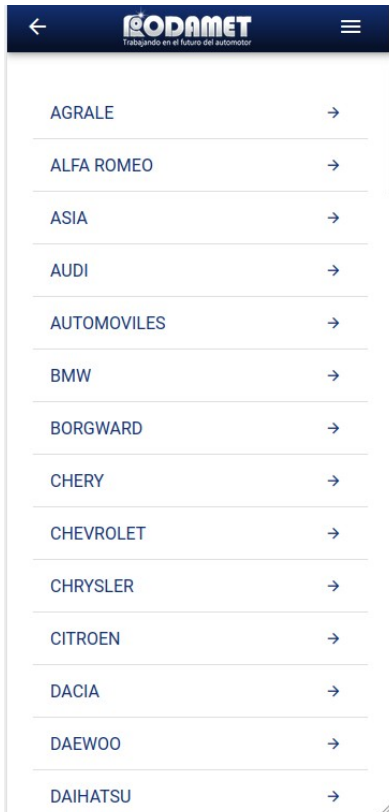 RODAMET
Trabajando en el futuro del automotor
AGRALE
ALFA ROMEO
ASIA
AUDI
AUTOMOVILES
BMW
BORGWARD
CHERY
CHEVROLET
CHRYSLER
CITROEN
DACIA
DAEWOO
DAIHATSU